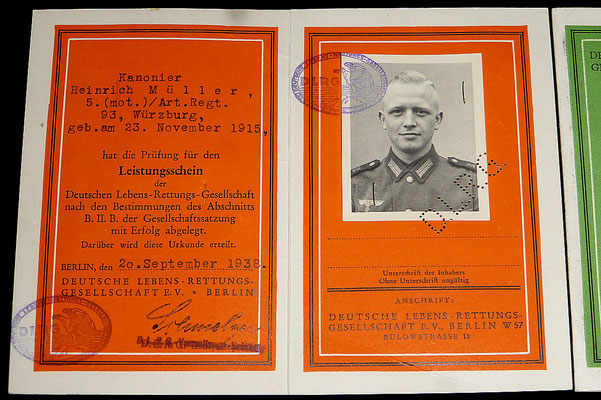 Kanonier
Heinrich Müller,
5.(mot.)/Art.Regt.
93, Würzburg,
geb.am 23. November 1915,
hat die Prüfung für den
Leistungsschein
der
Deutschen Lebens-Rettungs-Gesellschaft
nach den Bestimmungen des Abschnitts
B. II. B. der Gesellschaftssatzung
mit Erfolg abgelegt.
Darüber wird diese Urkunde erteilt.
BERLIN, den 20.September 1938.
DEUTSCHE LEBENS-RETTUNGS-
GESELLSCHAFT E.V. * BERLIN
DLRG
DLRG
Unterschrift des Inhabers
Ohne Unterschrift ungültig
ANSCHRIFT:
DEUTSCHE LEBENS-RETTUNGS-
GESELLSCHAFT E.V., BERLIN W 57
BÜLOWSTRASSE 18